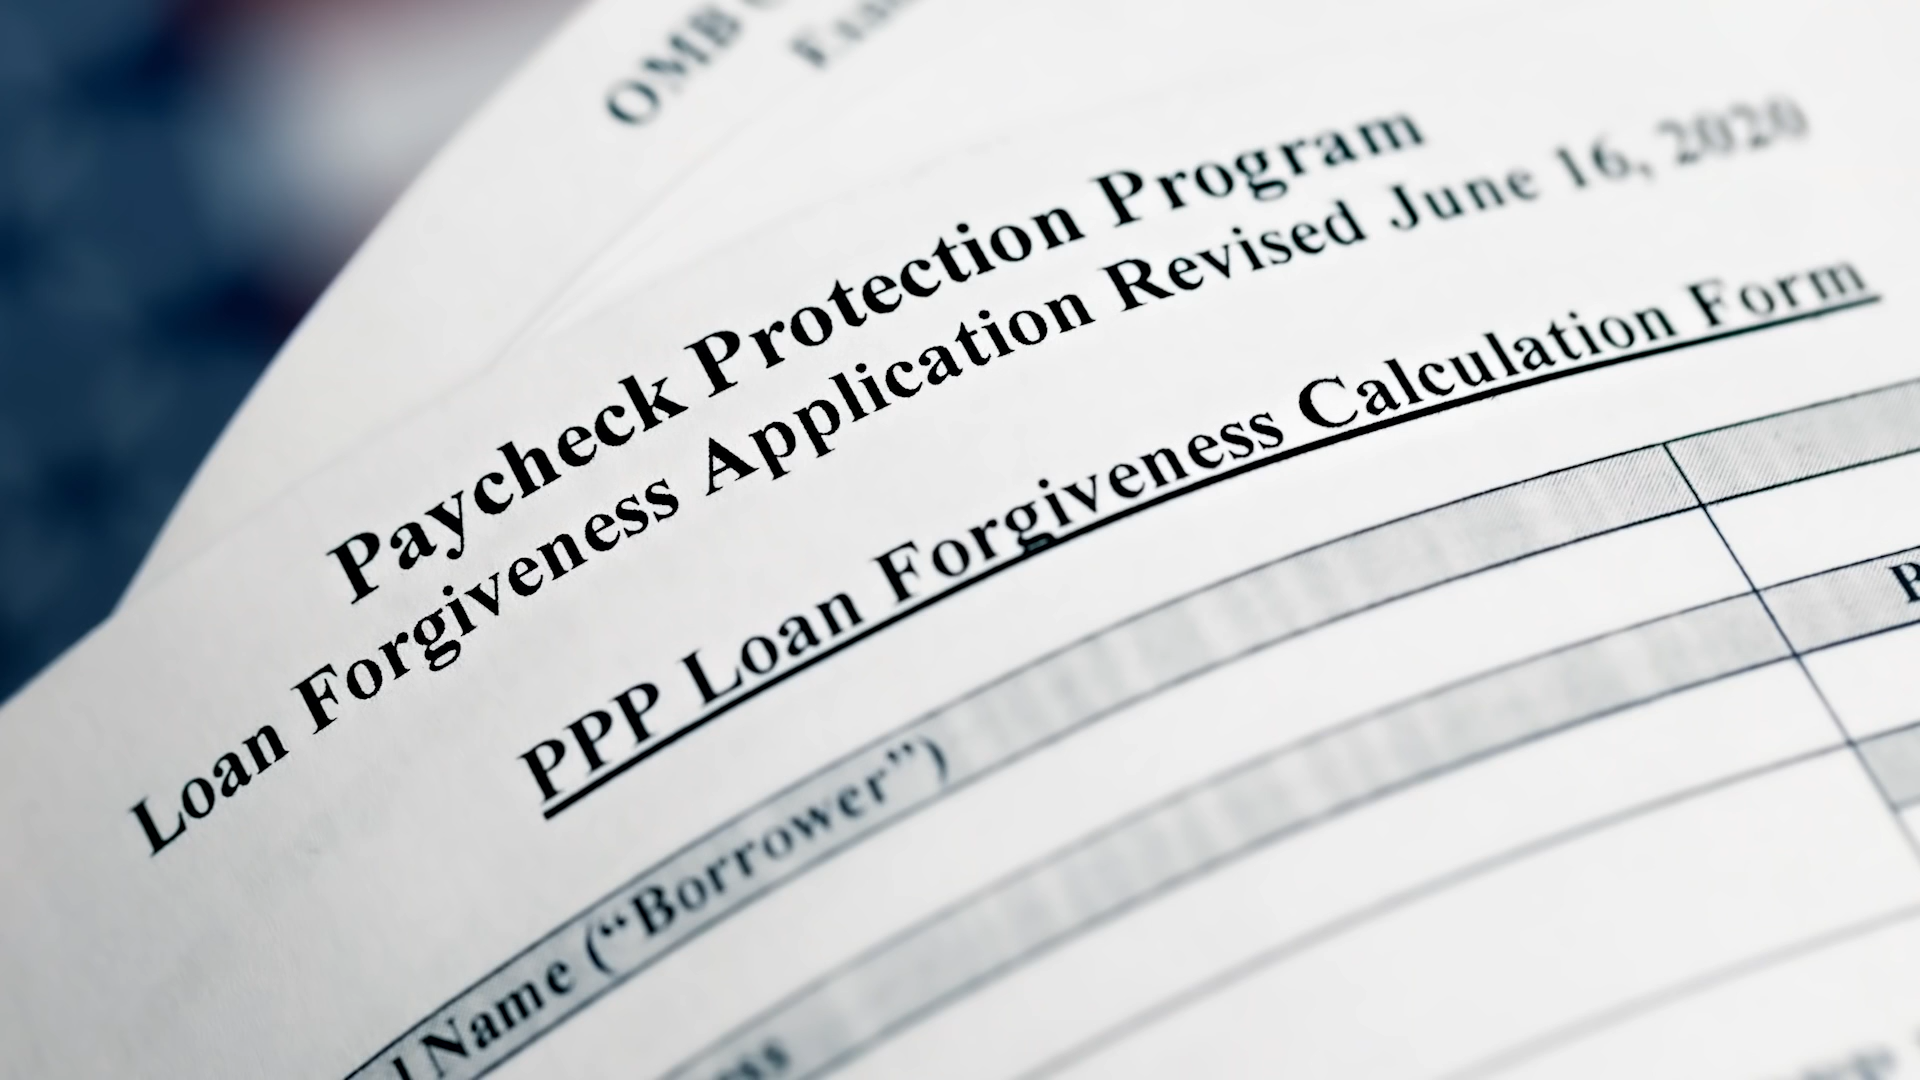 OMB
Paycheck Protection Program
Loan Forgiveness Application Revised June 16, 2020
PPP Loan Forgiveness Calculation Form
Name (“Borrower”)